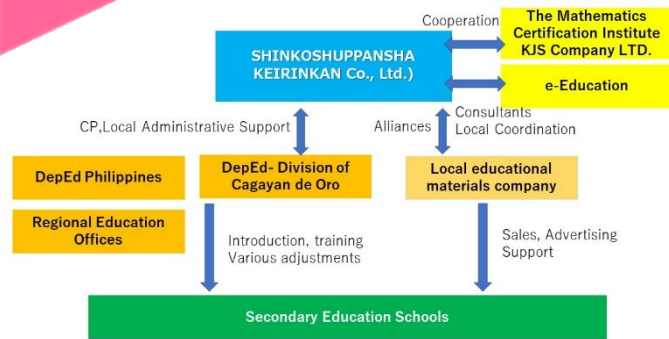 Cooperation
The Mathematics
Certification Institute
KJS Company LTD.
SHINKOSHUPPANSHA
KEIRINKAN Co., Ltd.)
e-Education
CP,Local Administrative Support
Alliances
Consultants
Local Coordination
DepEd Philippines
DepEd- Division of
Cagayan de Oro
Local educational
materials company
Regional Education
Offices
Introduction, training
Various adjustments
Sales, Advertising
Support
Secondary Education Schools